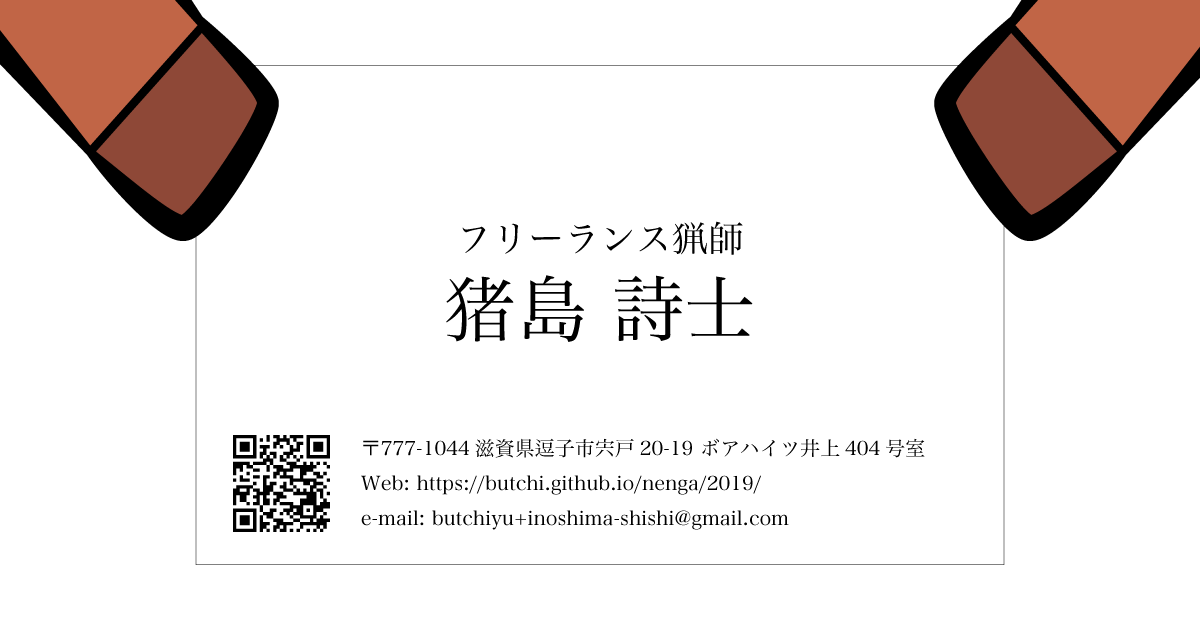 フリーランス猟師
猪島 詩士
〒777-1044 滋資県逗子市宍戸 20-19 ボアハイツ井上 404 号室
Web: https://butchi.github.io/nenga/2019/
e-mail: butchiyu+inoshima-shishi@gmail.com